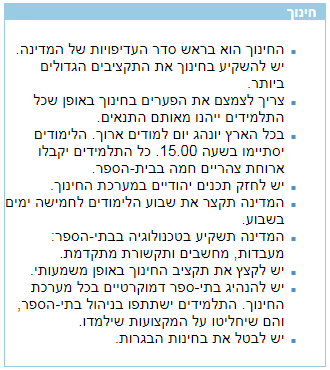 חינוך
החינוך הוא בראש סדר העדיפויות של המדינה.
יש להשקיע בחינוך את התקציבים הגדולים
ביותר.
צריך לצמצם את הפערים בחינוך באופן שכל
התלמידים ייהנו מאותם התנאים.
בכל הארץ יונהג יום למודים ארוך. הלימודים
יסתיימו בשעה 15.00. כל התלמידים יקבלו
ארוחת צהריים חמה בבית-הספר.
יש לחזק תכנים יהודיים במערכת החינוך.
המדינה תקצר את שבוע הלימודים לחמישה ימים
בשבוע.
המדינה תשקיע בטכנולוגיה בבתי-הספר:
מעבדות, מחשבים ותקשורת מתקדמת.
יש לקצץ את תקציב החינוך באופן משמעותי.
יש להנהיג בתי-ספר דמוקרטיים בכל מערכת
החינוך. התלמידים ישתתפו בניהול בתי-הספר,
והם שיחליטו על המקצועות שילמדו.
יש לבטל את בחינות הבגרות.